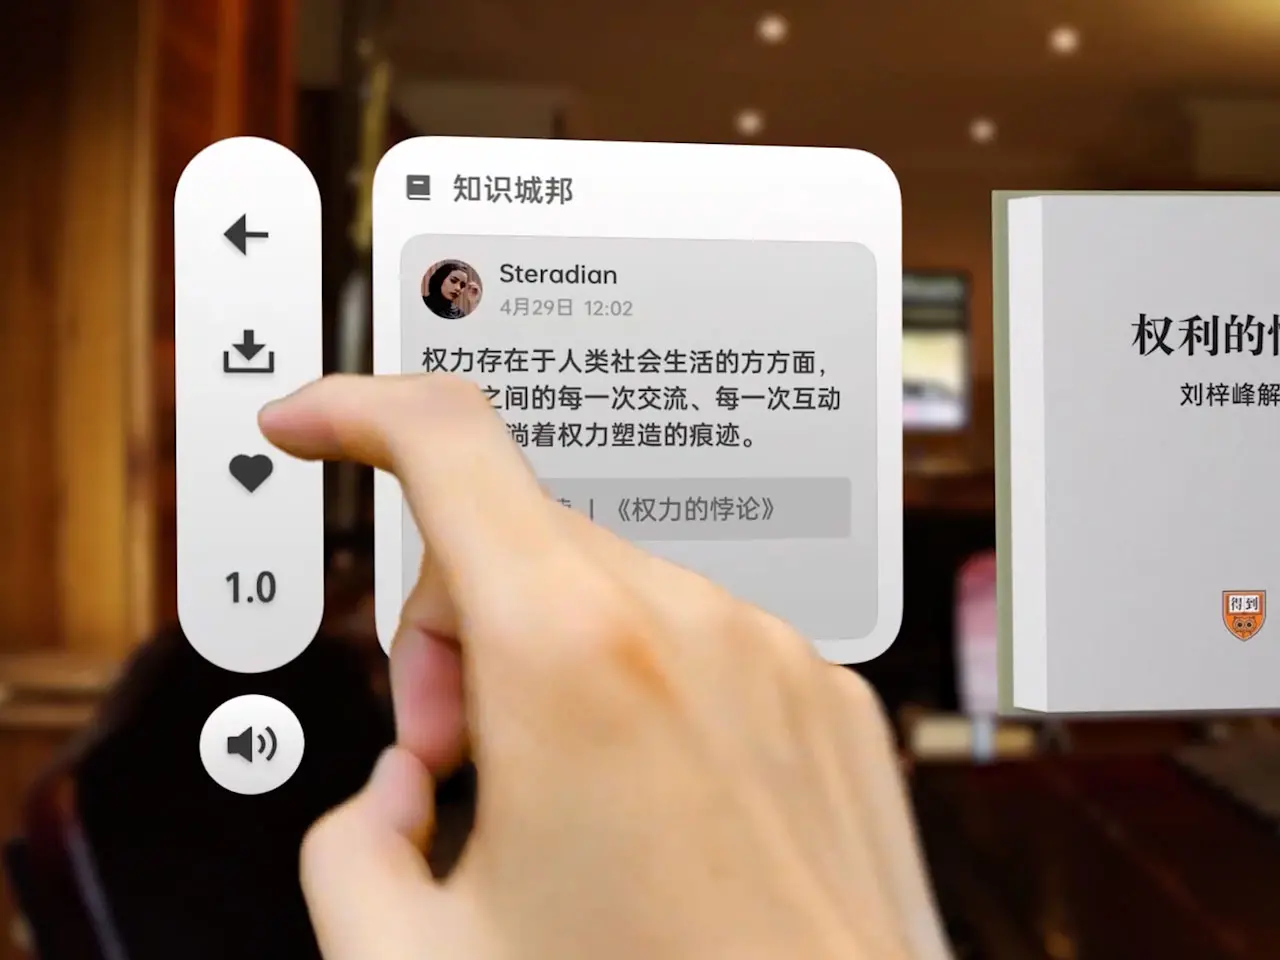 知识城邦
Steradian
4月29日 12:02
权力存在于人类社会生活的方方面，
之间的每一次交流、每一次互动
淌着权力塑造的痕迹。
| 《权力的悖论》
1.0
权利的
刘梓峰解
得到